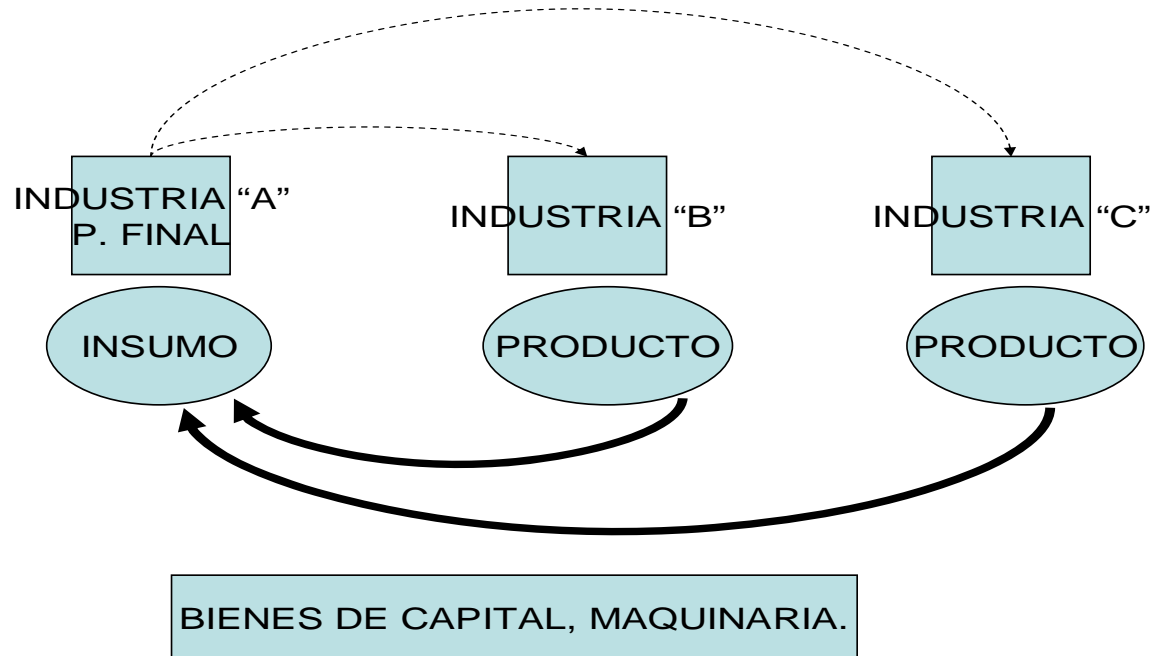 INDUSTRIA “A”
P. FINAL
INDUSTRIA “B”
INDUSTRIA “C”
INSUMO
PRODUCTO
PRODUCTO
BIENES DE CAPITAL, MAQUINARIA.